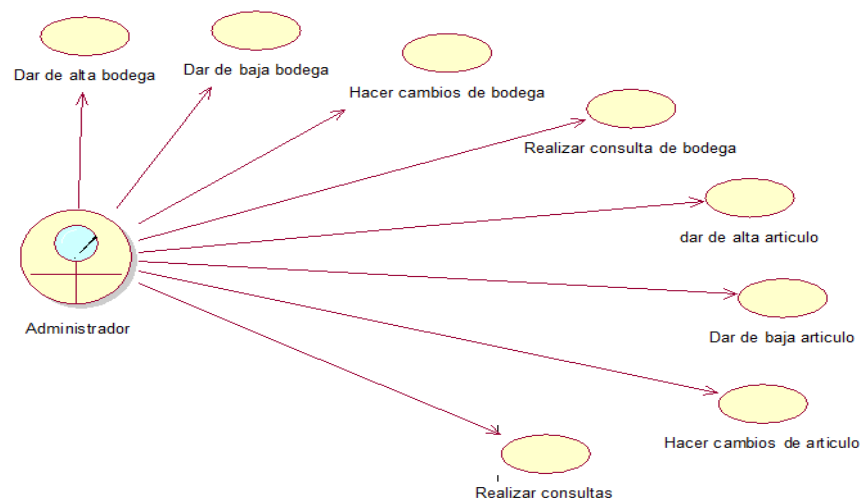 Dar de alta bodega
Dar de baja bodega
Hacer cambios de bodega
Realizar consulta de bodega
dar de alta articulo
Administrador
Dar de baja articulo
Hacer cambios de articulo
Realizar consultas